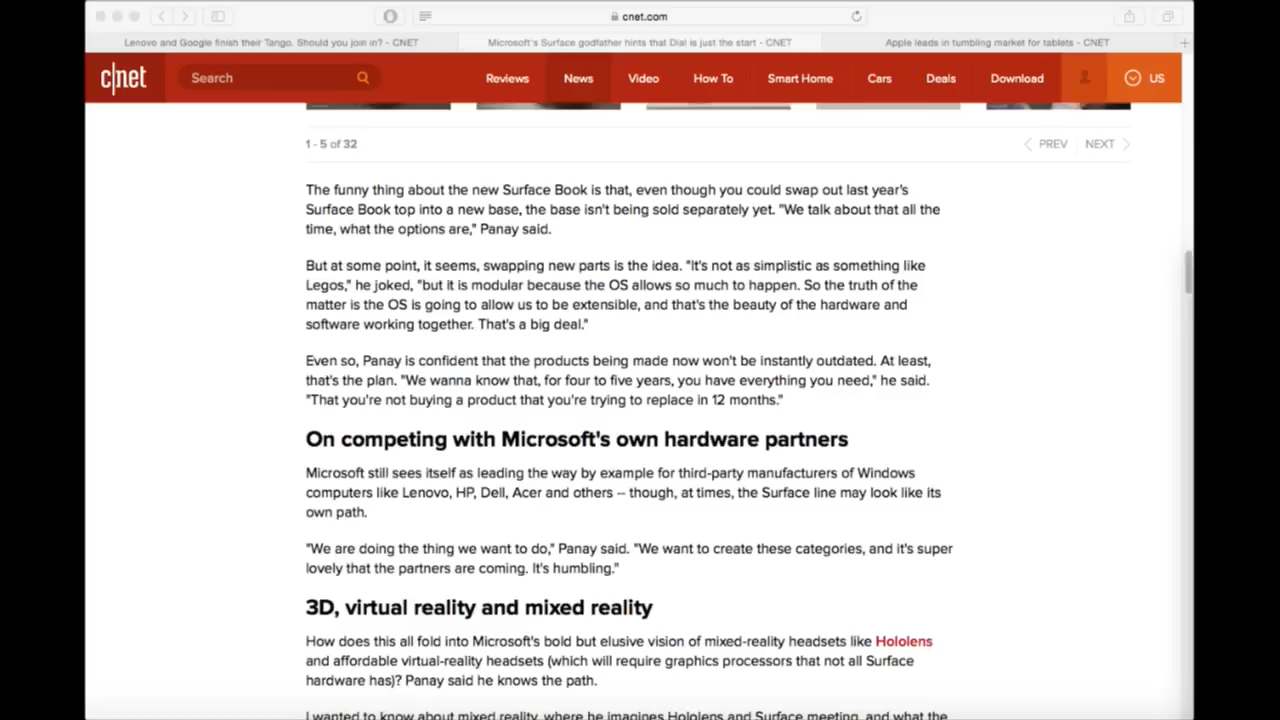 cnet.com
Lenovo and Google finish their Tango. Should you join in? - CNET
Microsoft's Surface godfather hints that Dial is just the start - CNET
Apple leads in tumbling market for tablets - CNET
c|net
Search
Reviews
News
Video
How To
Smart Home
Cars
Deals
Download
US
1 - 5 of 32
PREV
NEXT
The funny thing about the new Surface Book is that, even though you could swap out last year's
Surface Book top into a new base, the base isn't being sold separately yet. "We talk about that all the
time, what the options are," Panay said.
But at some point, it seems, swapping new parts is the idea. "It's not as simplistic as something like
Legos," he joked, "but it is modular because the OS allows so much to happen. So the truth of the
matter is the OS is going to allow us to be extensible, and that's the beauty of the hardware and
software working together. That's a big deal."
Even so, Panay is confident that the products being made now won't be instantly outdated. At least,
that's the plan. "We wanna know that, for four to five years, you have everything you need," he said.
"That you're not buying a product that you're trying to replace in 12 months."
On competing with Microsoft's own hardware partners
Microsoft still sees itself as leading the way by example for third-party manufacturers of Windows
computers like Lenovo, HP, Dell, Acer and others -- though, at times, the Surface line may look like its
own path.
"We are doing the thing we want to do," Panay said. "We want to create these categories, and it's super
lovely that the partners are coming. It's humbling."
3D, virtual reality and mixed reality
How does this all fold into Microsoft's bold but elusive vision of mixed-reality headsets like Hololens
and affordable virtual-reality headsets (which will require graphics processors that not all Surface
hardware has)? Panay said he knows the path.
I wanted to know about mixed reality, where he imagines Hololens and Surface meeting, and what the